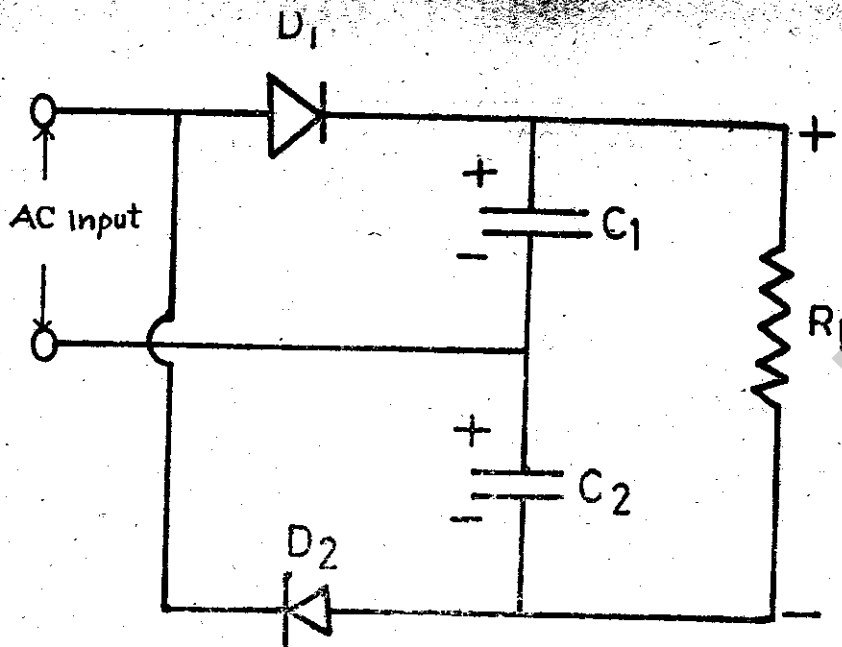 D1
+
+
AC input
C1
-
R
+
C2
-
D2
-